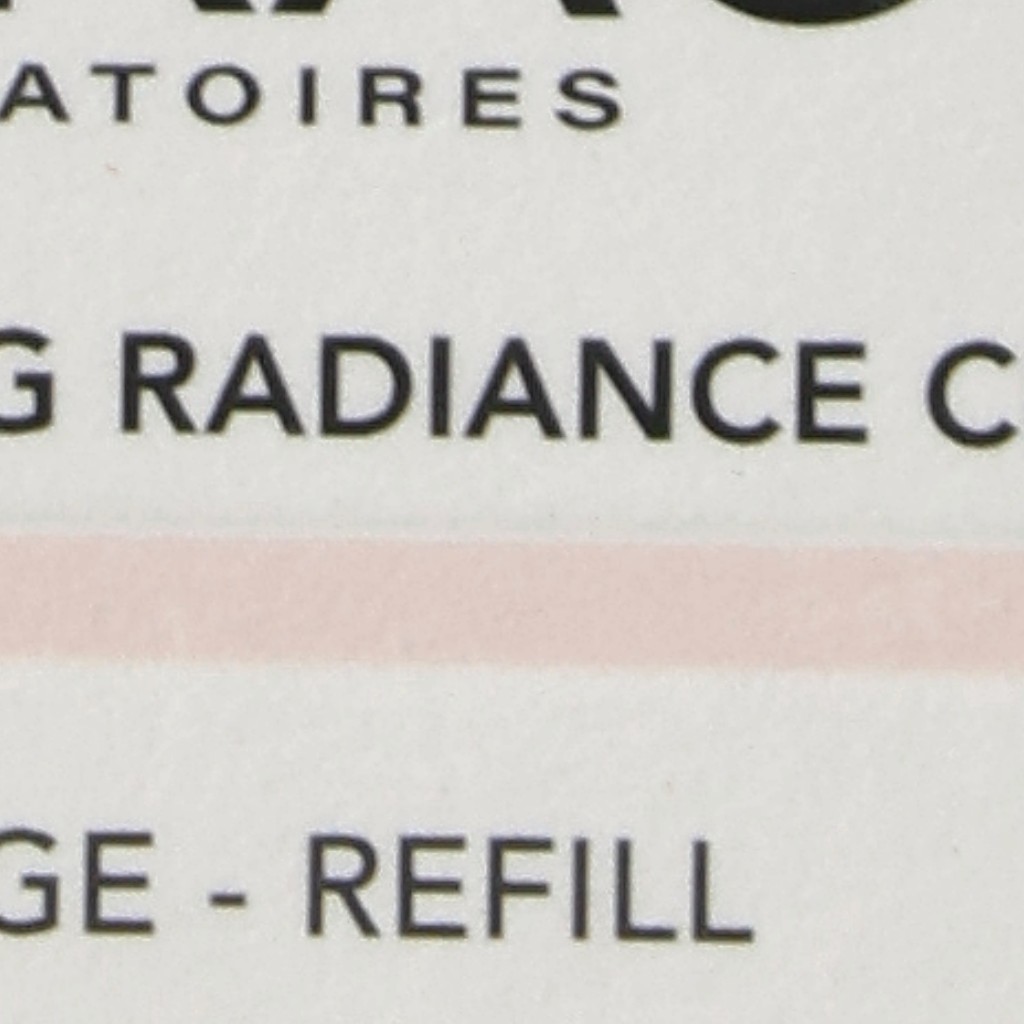 ATOIRES
G RADIANCE C
GE - REFILL